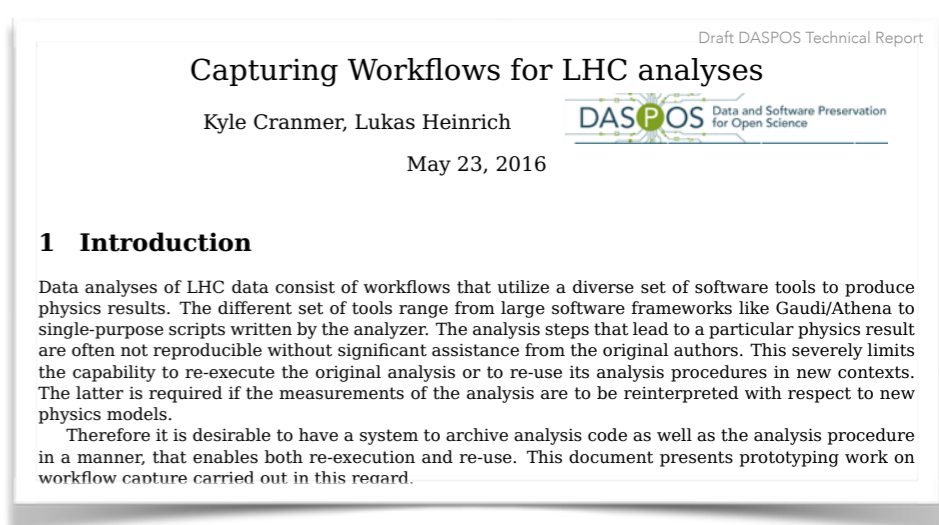 Draft DASPOS Technical Report
Capturing Workflows for LHC analyses
Kyle Cranmer, Lukas Heinrich
DASPOS Data and Software Preservation
for Open Science
May 23, 2016
1 Introduction
Data analyses of LHC data consist of workflows that utilize a diverse set of software tools to produce
physics results. The different set of tools range from large software frameworks like Gaudi/Athena to
single-purpose scripts written by the analyzer. The analysis steps that lead to a particular physics result
are often not reproducible without significant assistance from the original authors. This severely limits
the capability to re-execute the original analysis or to re-use its analysis procedures in new contexts.
The latter is required if the measurements of the analysis are to be reinterpreted with respect to new
physics models.
Therefore it is desirable to have a system to archive analysis code as well as the analysis procedure
in a manner, that enables both re-execution and re-use. This document presents prototyping work on
workflow capture carried out in this regard.